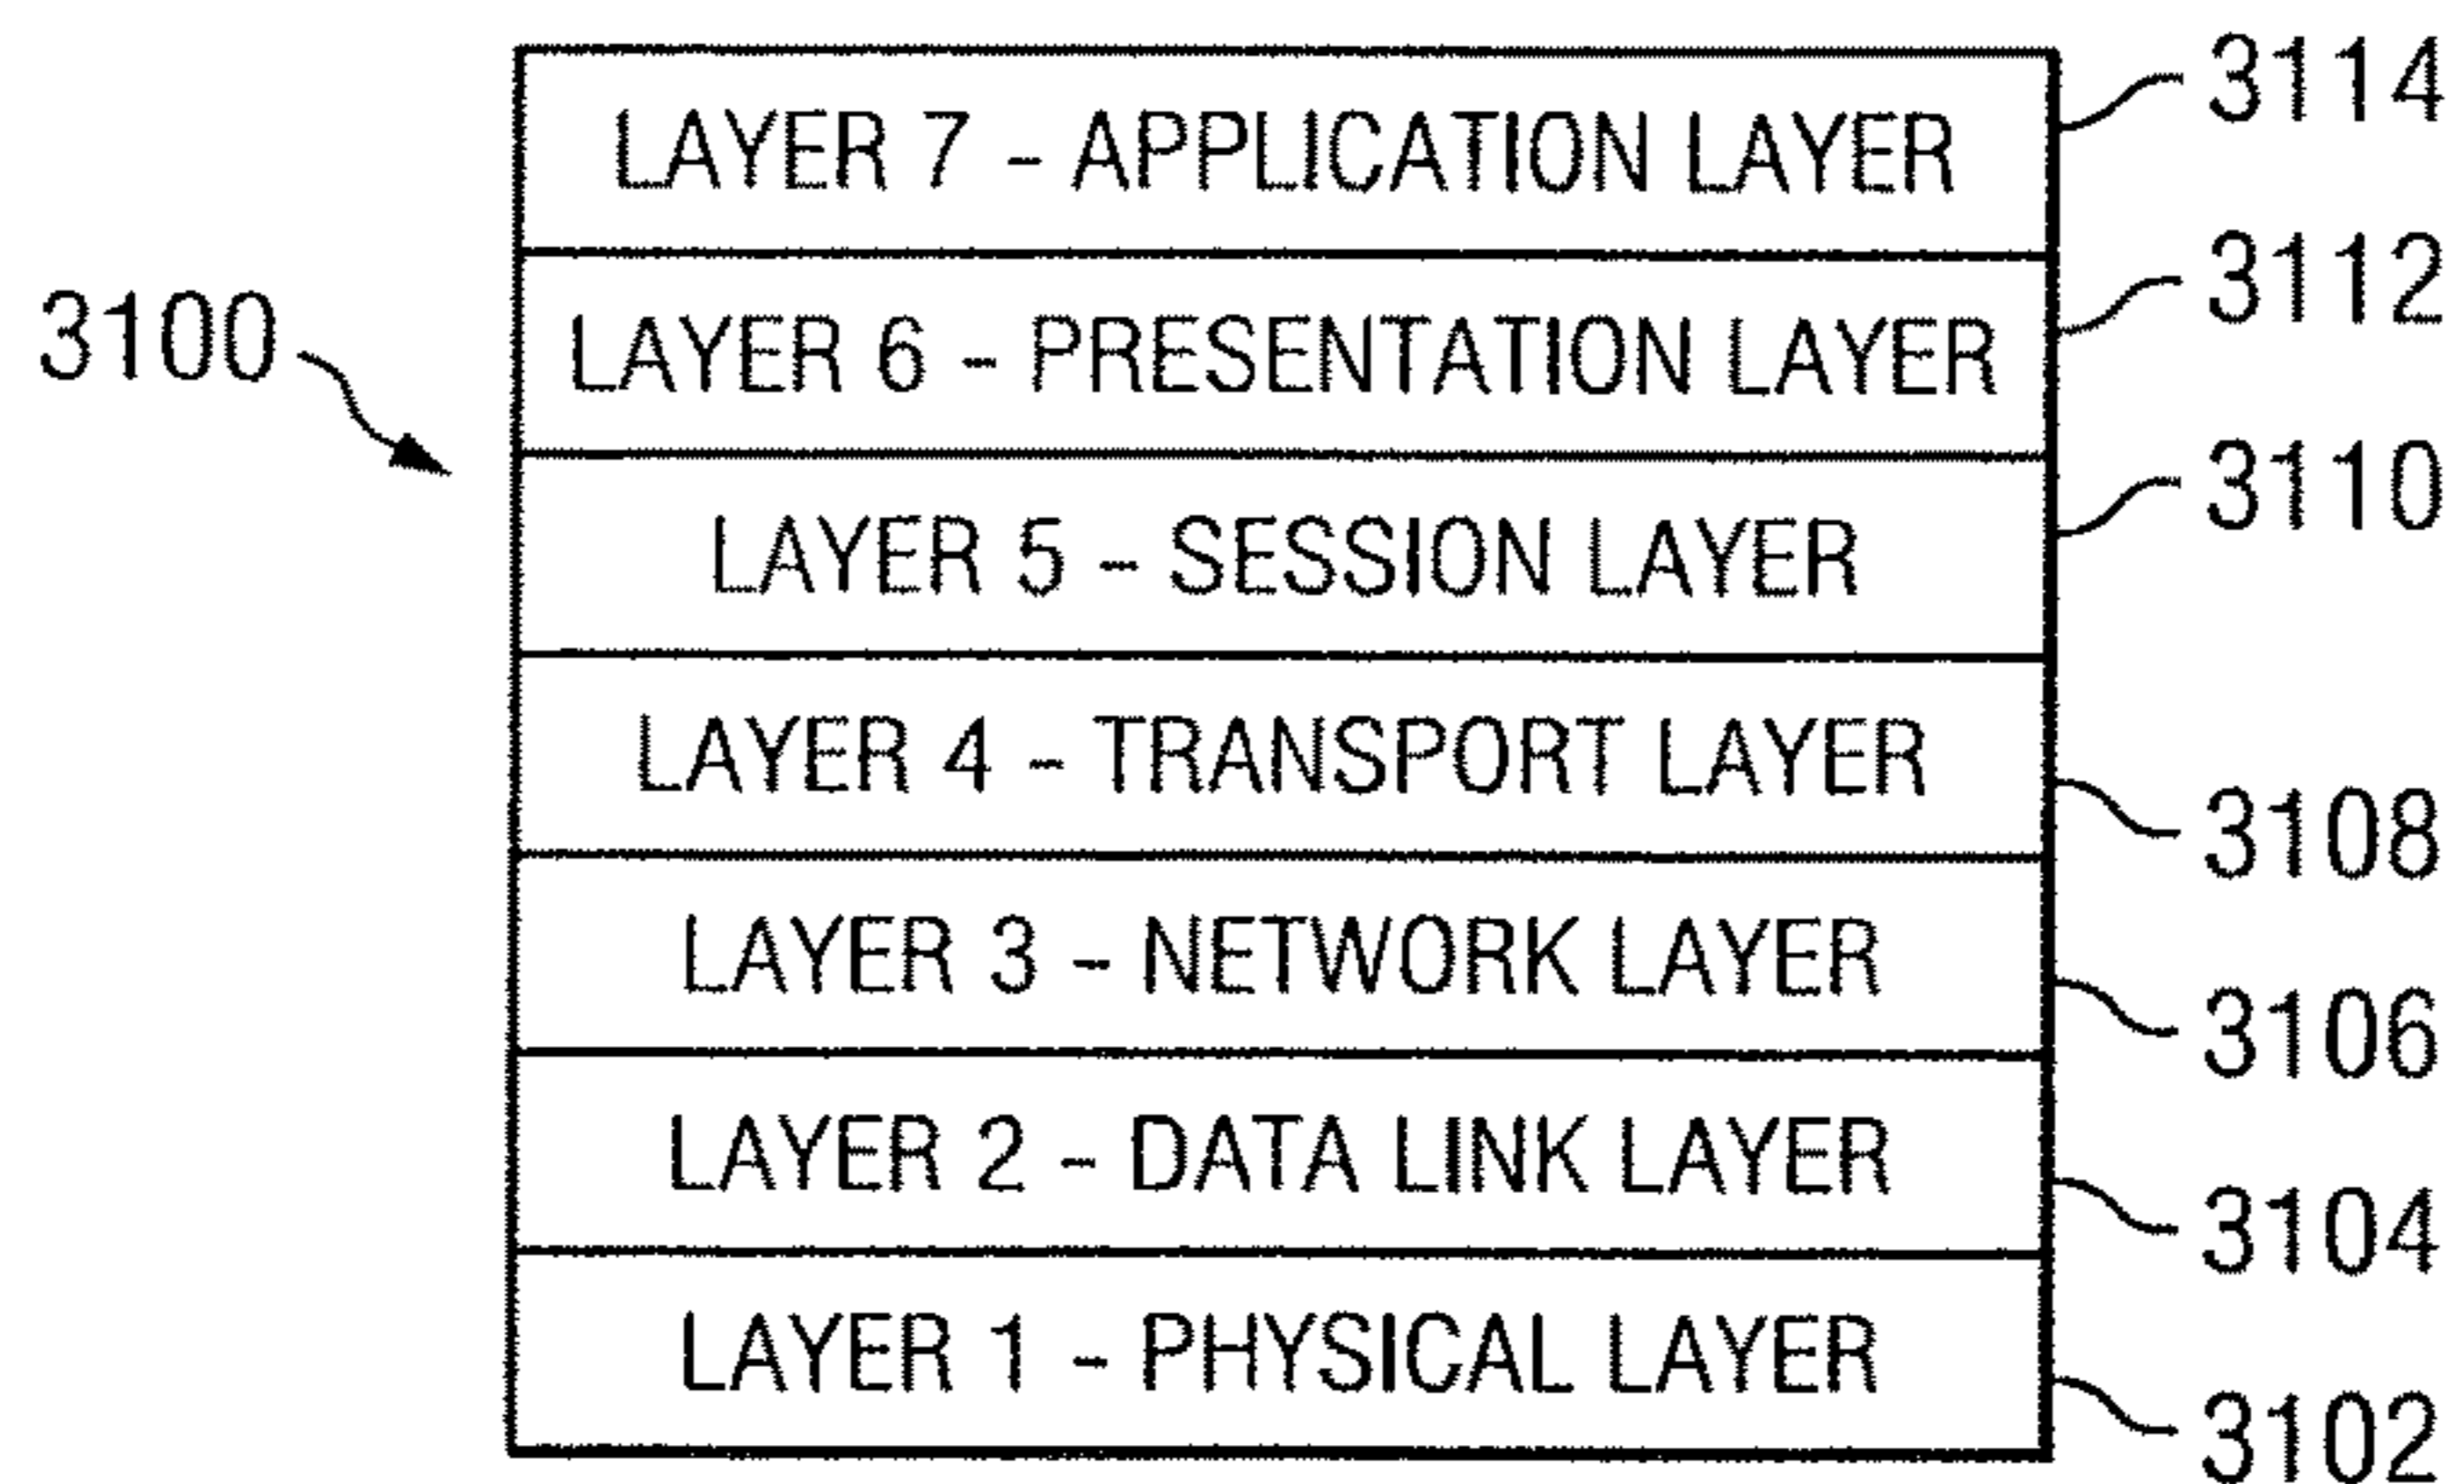 3114
LAYER 7 - APPLICATION LAYER
3112
3100
LAYER 6 - PRESENTATION LAYER
3110
LAYER 5 - SESSION LAYER
LAYER 4 - TRANSPORT LAYER
3108
LAYER 3 - NETWORK LAYER
3106
LAYER 2 - DATA LINK LAYER
3104
LAYER 1 - PHYSICAL LAYER
3102